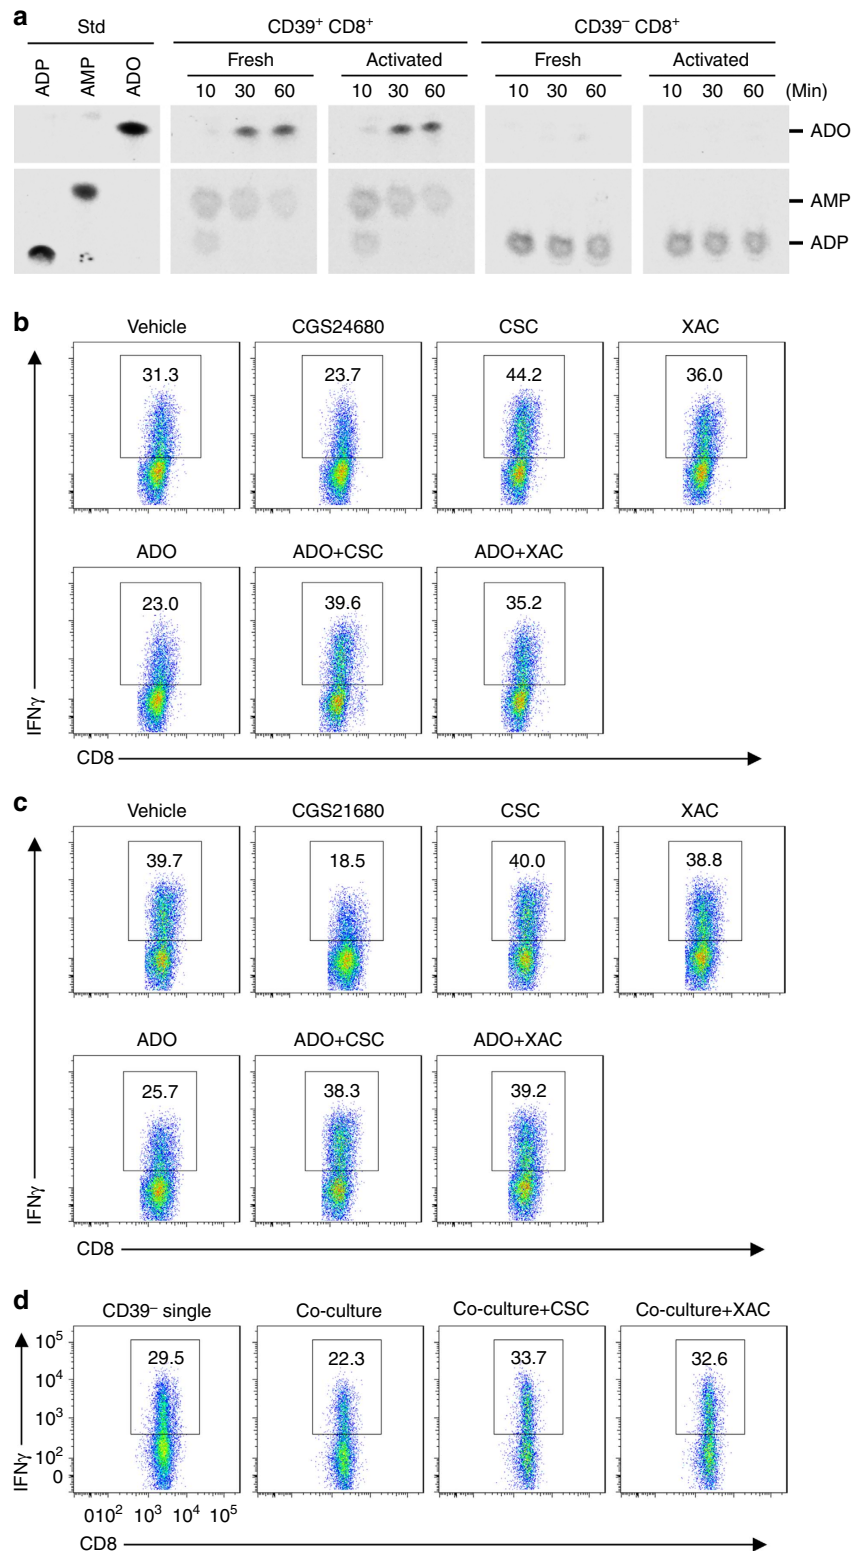 a
Std
CD39⁺ CD8⁺
CD39⁻ CD8⁺
Fresh
Activated
Fresh
Activated
ADP
AMP
ADO
10 30 60
10 30 60
10 30 60
10 30 60
(Min)
ADO
AMP
ADP
b
Vehicle
CGS24680
CSC
XAC
31.3
23.7
44.2
36.0
ADO
ADO+CSC
ADO+XAC
23.0
39.6
35.2
IFNγ
CD8
c
Vehicle
CGS21680
CSC
XAC
39.7
18.5
40.0
38.8
ADO
ADO+CSC
ADO+XAC
25.7
38.3
39.2
IFNγ
CD8
d
CD39⁻ single
Co-culture
Co-culture+CSC
Co-culture+XAC
29.5
22.3
33.7
32.6
10⁵
10⁴
10³
10²
0
IFNγ
010² 10³ 10⁴ 10⁵
CD8